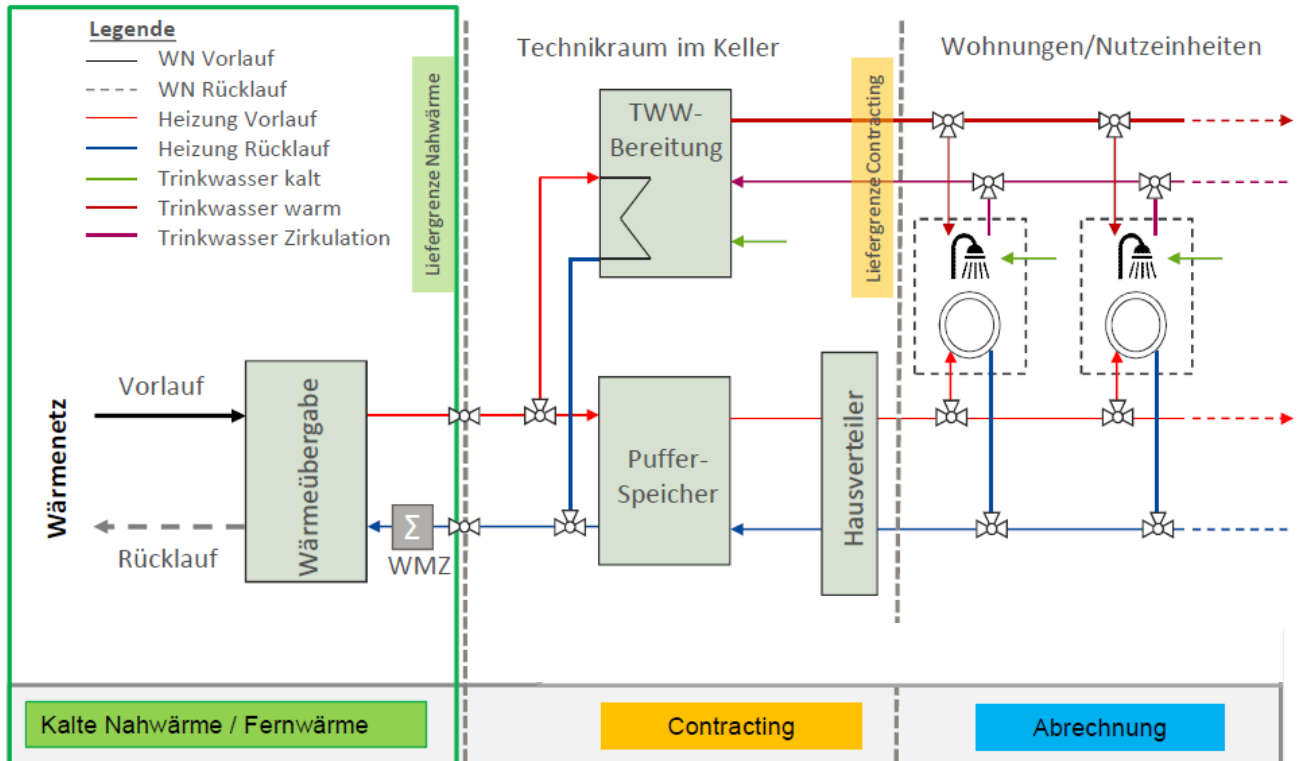 Legende
WN Vorlauf
WN Rücklauf
Heizung Vorlauf
Heizung Rücklauf
Trinkwasser kalt
Trinkwasser warm
Trinkwasser Zirkulation
Liefergrenze Nahwärme
Technikraum im Keller
Wohnungen/Nutzeinheiten
TWW-
Bereitung
Liefergrenze Contracting
Wärmenetz
Vorlauf
Rücklauf
Wärmeübergabe
Σ
WMZ
Puffer-
Speicher
Hausverteiler
Kalte Nahwärme / Fernwärme
Contracting
Abrechnung